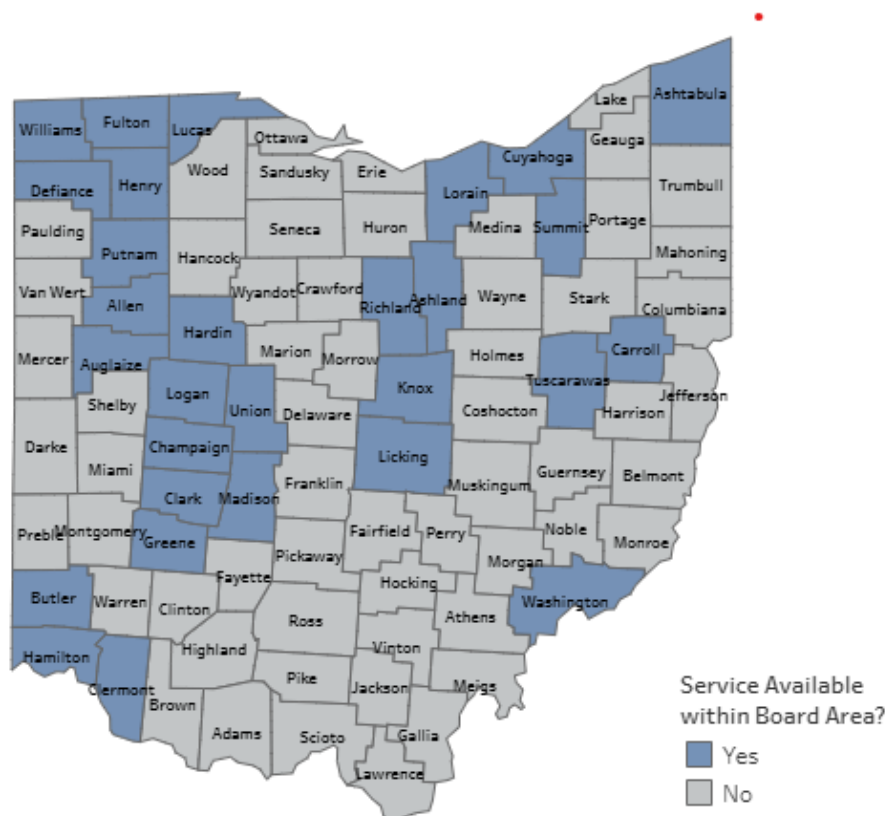 Lake
Ashtabula
Williams
Fulton
Lucas
Ottawa
Geauga
Cuyahoga
Wood
Sandusky
Erie
Defiance
Henry
Lorain
Trumbull
Paulding
Seneca
Huron
Medina
Summit
Portage
Putnam
Hancock
Mahoning
Van Wert
Wyandot
Crawford
Richland
Ashland
Wayne
Stark
Allen
Columbiana
Hardin
Mercer
Auglaize
Marion
Morrow
Holmes
Carroll
Logan
Knox
Tuscarawas
Jefferson
Shelby
Union
Delaware
Coshocton
Harrison
Darke
Champaign
Licking
Miami
Franklin
Muskingum
Guernsey
Belmont
Clark
Madison
Preble
Montgomery
Greene
Fairfield
Perry
Noble
Monroe
Pickaway
Morgan
Fayette
Hocking
Butler
Warren
Clinton
Washington
Ross
Athens
Highland
Vinton
Hamilton
Clermont
Pike
Jackson
Meigs
Brown
Adams
Scioto
Gallia
Lawrence
Service Available
within Board Area?
Yes
No